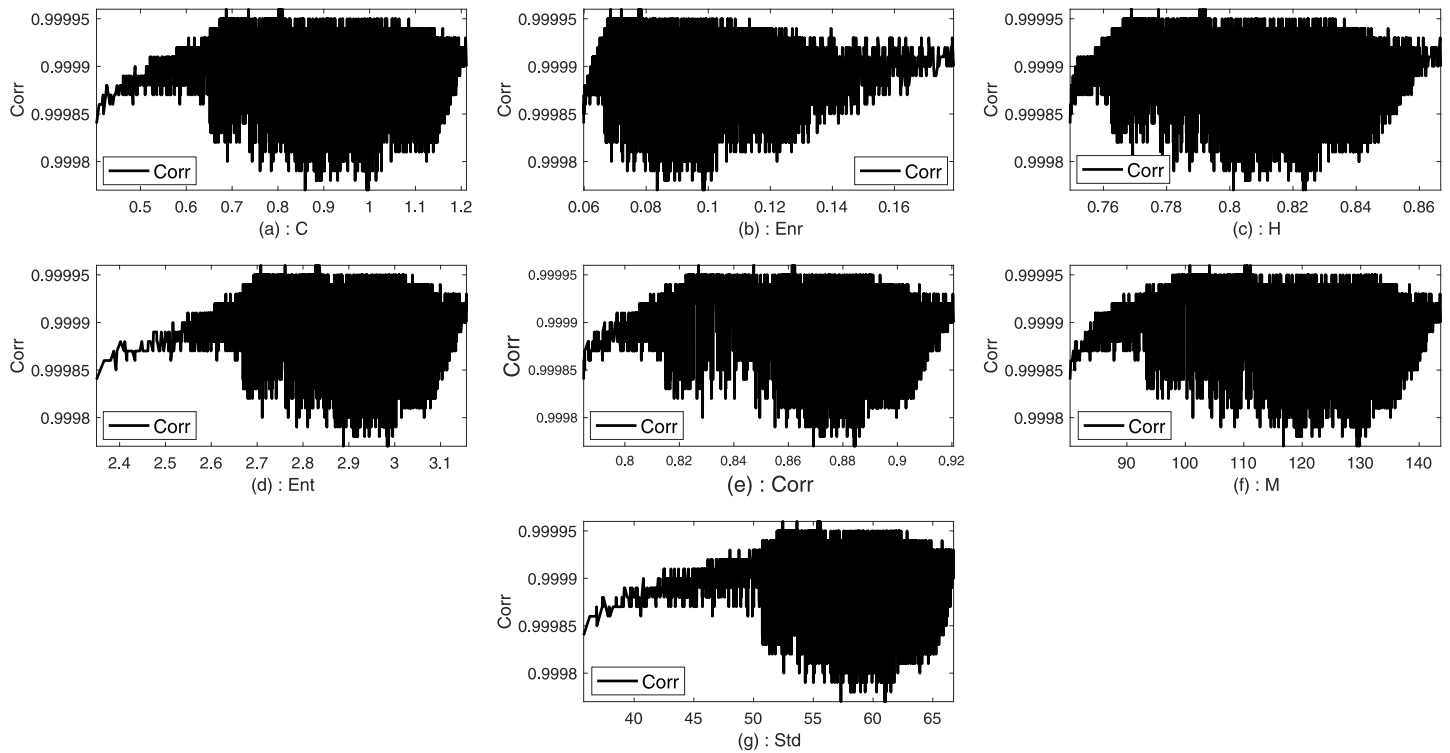 0.99995
0.9999
0.99985
0.9998
Corr
Corr
0.5 0.6 0.7 0.8 0.9 1 1.1 1.2
(a) : C
0.99995
0.9999
0.99985
0.9998
Corr
Corr
0.06 0.08 0.1 0.12 0.14 0.16
(b) : Enr
0.99995
0.9999
0.99985
0.9998
Corr
Corr
0.76 0.78 0.8 0.82 0.84 0.86
(c) : H
0.99995
0.9999
0.99985
0.9998
Corr
Corr
2.4 2.5 2.6 2.7 2.8 2.9 3 3.1
(d) : Ent
0.99995
0.9999
0.99985
0.9998
Corr
Corr
0.8 0.82 0.84 0.86 0.88 0.9 0.92
(e) : Corr
0.99995
0.9999
0.99985
0.9998
Corr
Corr
90 100 110 120 130 140
(f) : M
0.99995
0.9999
0.99985
0.9998
Corr
Corr
40 45 50 55 60 65
(g) : Std